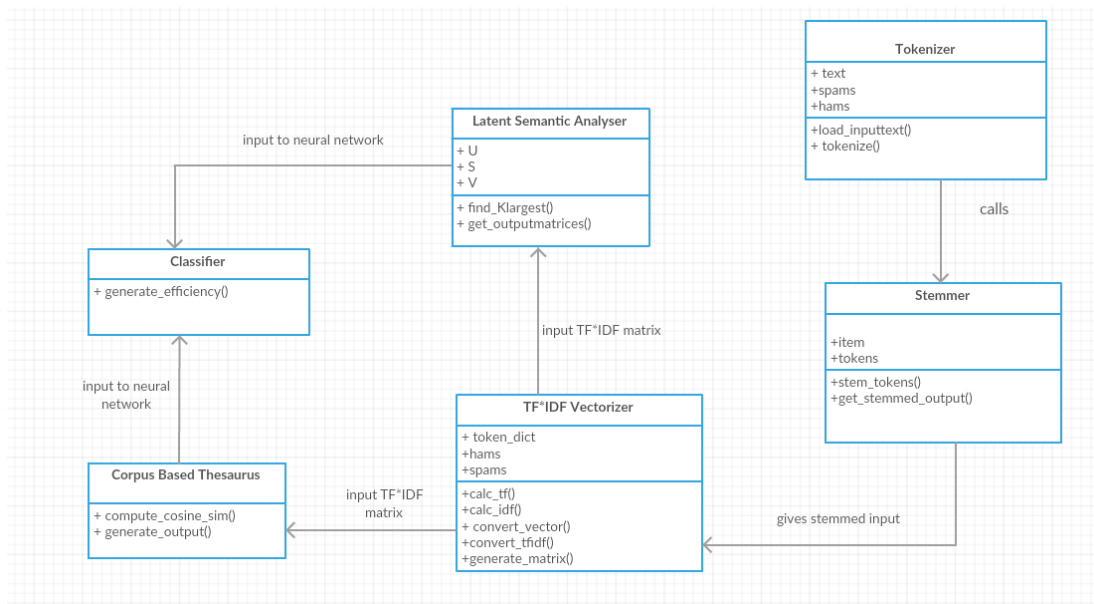 Tokenizer
+ text
+spams
+hams
+load_inputtext()
+ tokenize()
calls
Latent Semantic Analyser
+ U
+ S
+ V
+ find_Klargest()
+ get_outputmatrices()
input to neural network
Classifier
+ generate_efficiency()
Stemmer
+item
+tokens
+stem_tokens()
+get_stemmed_output()
input TF*IDF matrix
input to neural
network
TF*IDF Vectorizer
+ token_dict
+hams
+spams
+calc_tf()
+calc_idf()
+ convert_vector()
+convert_tfidf()
+generate_matrix()
Corpus Based Thesaurus
+ compute_cosine_sim()
+ generate_output()
input TF*IDF
matrix
gives stemmed input